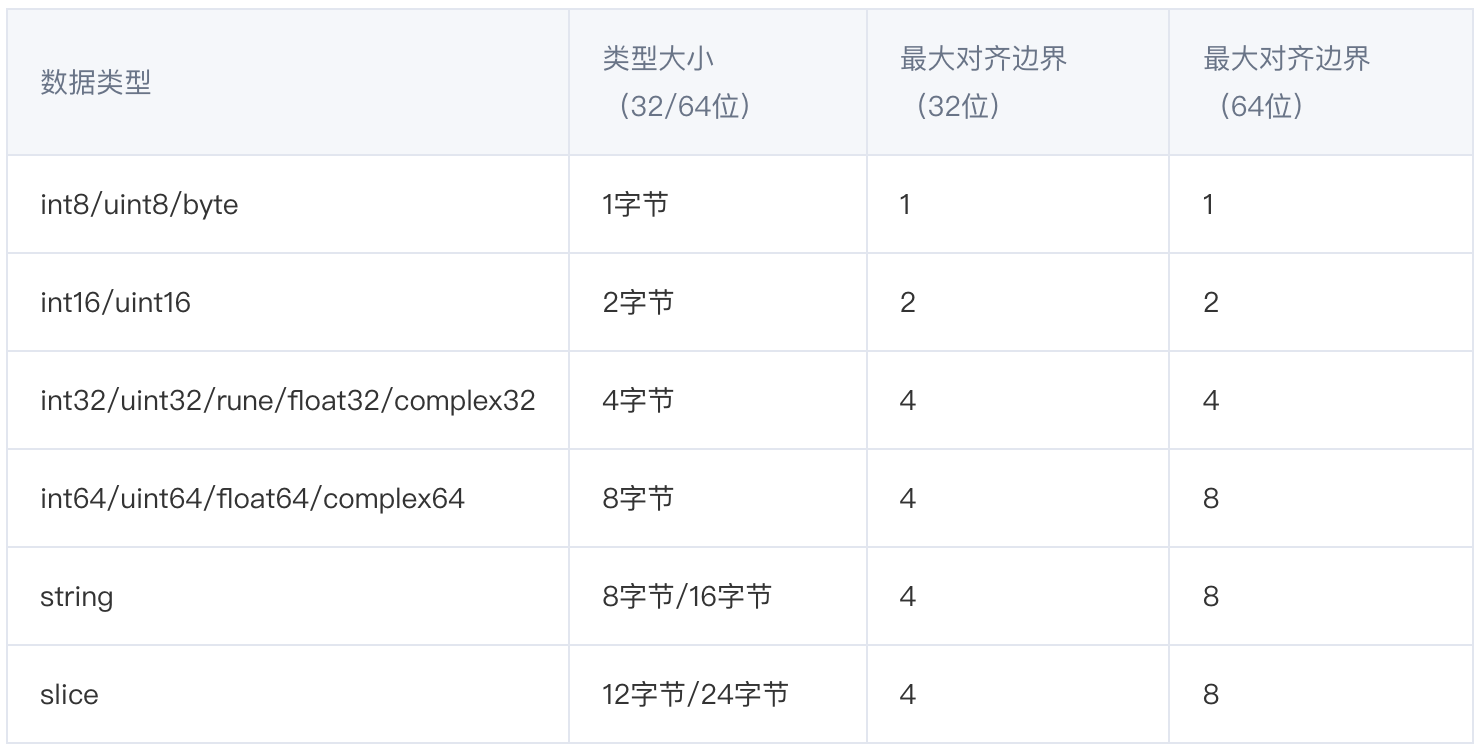 数据类型
类型大小
（32/64位）
最大对齐边界
（32位）
最大对齐边界
（64位）
int8/uint8/byte 1字节 1 1
int16/uint16 2字节 2 2
int32/uint32/rune/float32/complex32 4字节 4 4
int64/uint64/float64/complex64 8字节 4 8
string 8字节/16字节 4 8
slice 12字节/24字节 4 8